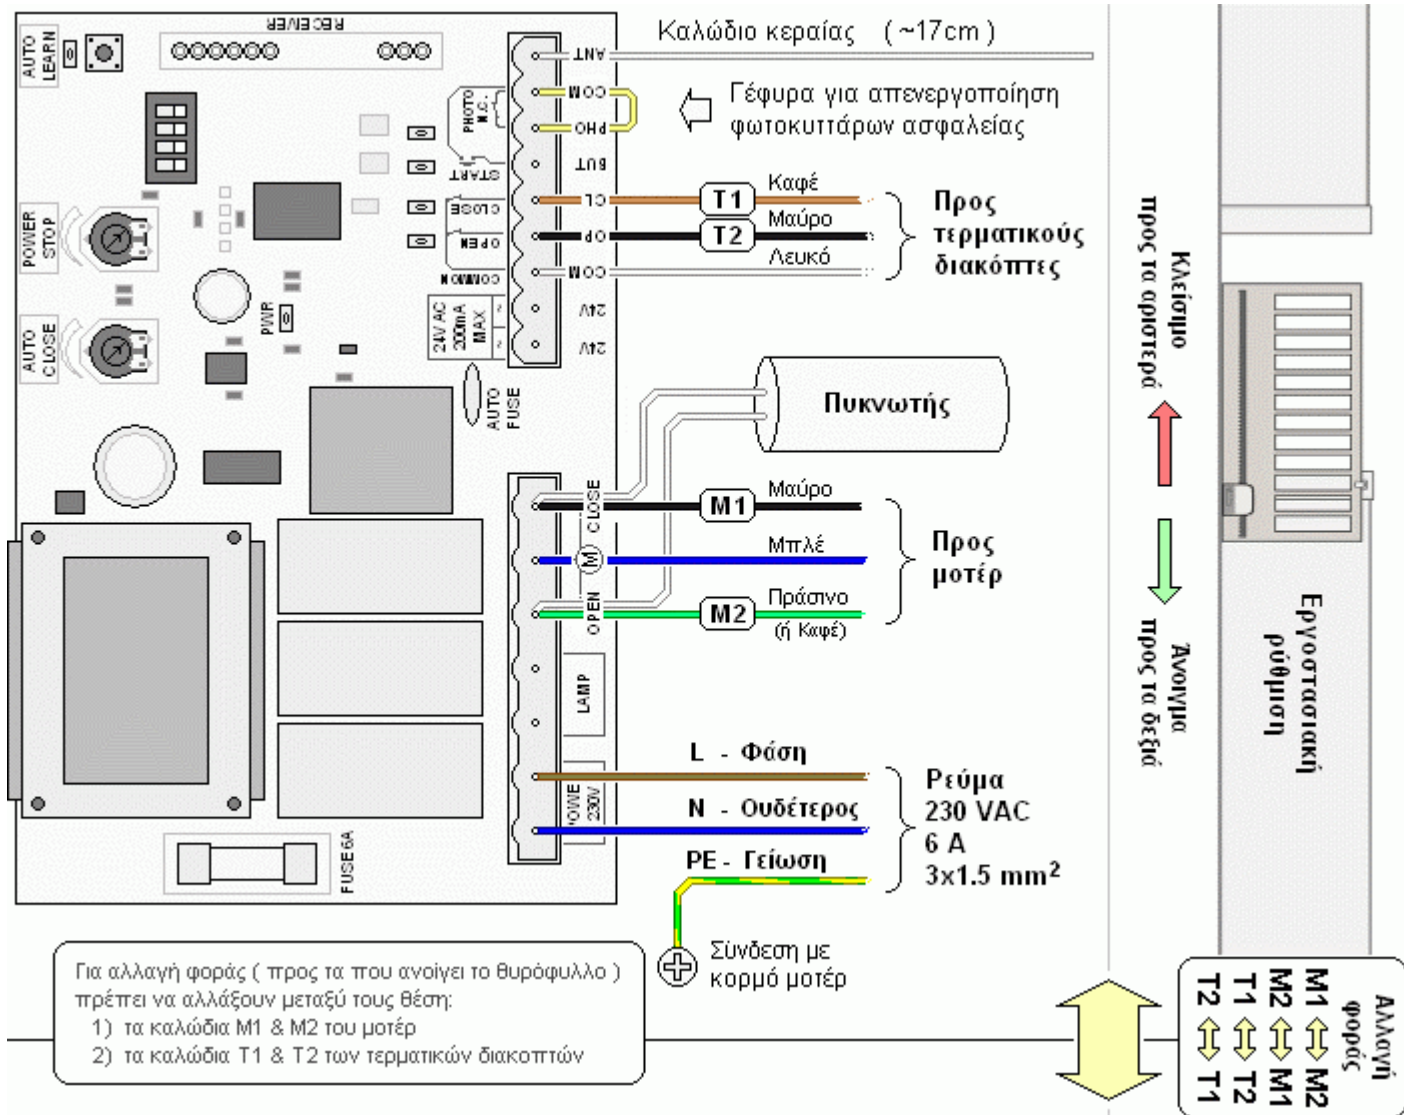 RECEIVER
AUTO
LEARN
ANT
COM
PHO
BUT
CL
OP
COM
24V
24V
PHOTO
N.C.
START
CLOSE
OPEN
COMMON
24V AC
200mA
MAX
~
~
POWER
STOP
AUTO
CLOSE
PWR
AUTO
FUSE
CLOSE
M
OPEN
LAMP
POWE
230V
FUSE 6A
Καλώδιο κεραίας ( ~17cm )
Γέφυρα για απενεργοποίηση
φωτοκυττάρων ασφαλείας
T1
Καφέ
T2
Μαύρο
Λευκό
Προς
τερματικούς
διακόπτες
Πυκνωτής
M1
Μαύρο
Μπλέ
M2
Πράσινο
(ή Καφέ)
Προς
μοτέρ
L - Φάση
N - Ουδέτερος
PE - Γείωση
Ρεύμα
230 VAC
6 A
3x1.5 mm²
Σύνδεση με
κορμό μοτέρ
Για αλλαγή φοράς ( προς τα που ανοίγει το θυρόφυλλο )
πρέπει να αλλάξουν μεταξύ τους θέση:
1) τα καλώδια M1 & M2 του μοτέρ
2) τα καλώδια T1 & T2 των τερματικών διακοπτών
Κλείσιμο
προς τα αριστερά
Άνοιγμα
προς τα δεξιά
Εργοστασιακή
ρύθμιση
Αλλαγή
φοράς
M1 M2
M2 M1
T1 T2
T2 T1